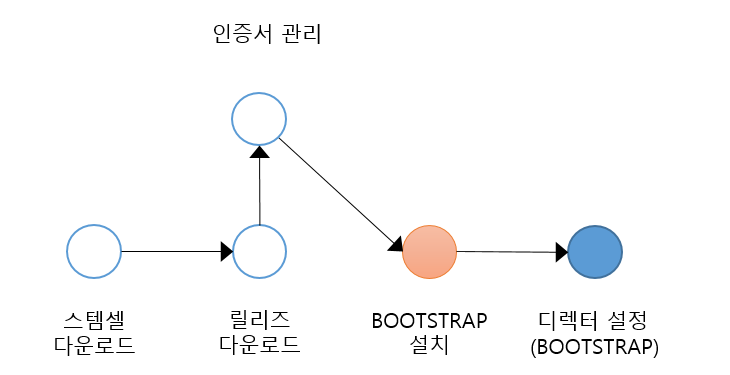 인증서 관리
스템셀
다운로드
릴리즈
다운로드
BOOTSTRAP
설치
디렉터 설정
(BOOTSTRAP)